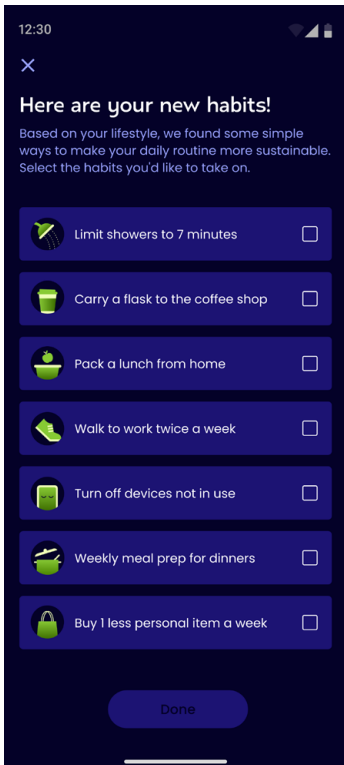 12:30
Here are your new habits!
Based on your lifestyle, we found some simple
ways to make your daily routine more sustainable.
Select the habits you'd like to take on.
Limit showers to 7 minutes
Carry a flask to the coffee shop
Pack a lunch from home
Walk to work twice a week
Turn off devices not in use
Weekly meal prep for dinners
Buy 1 less personal item a week
Done